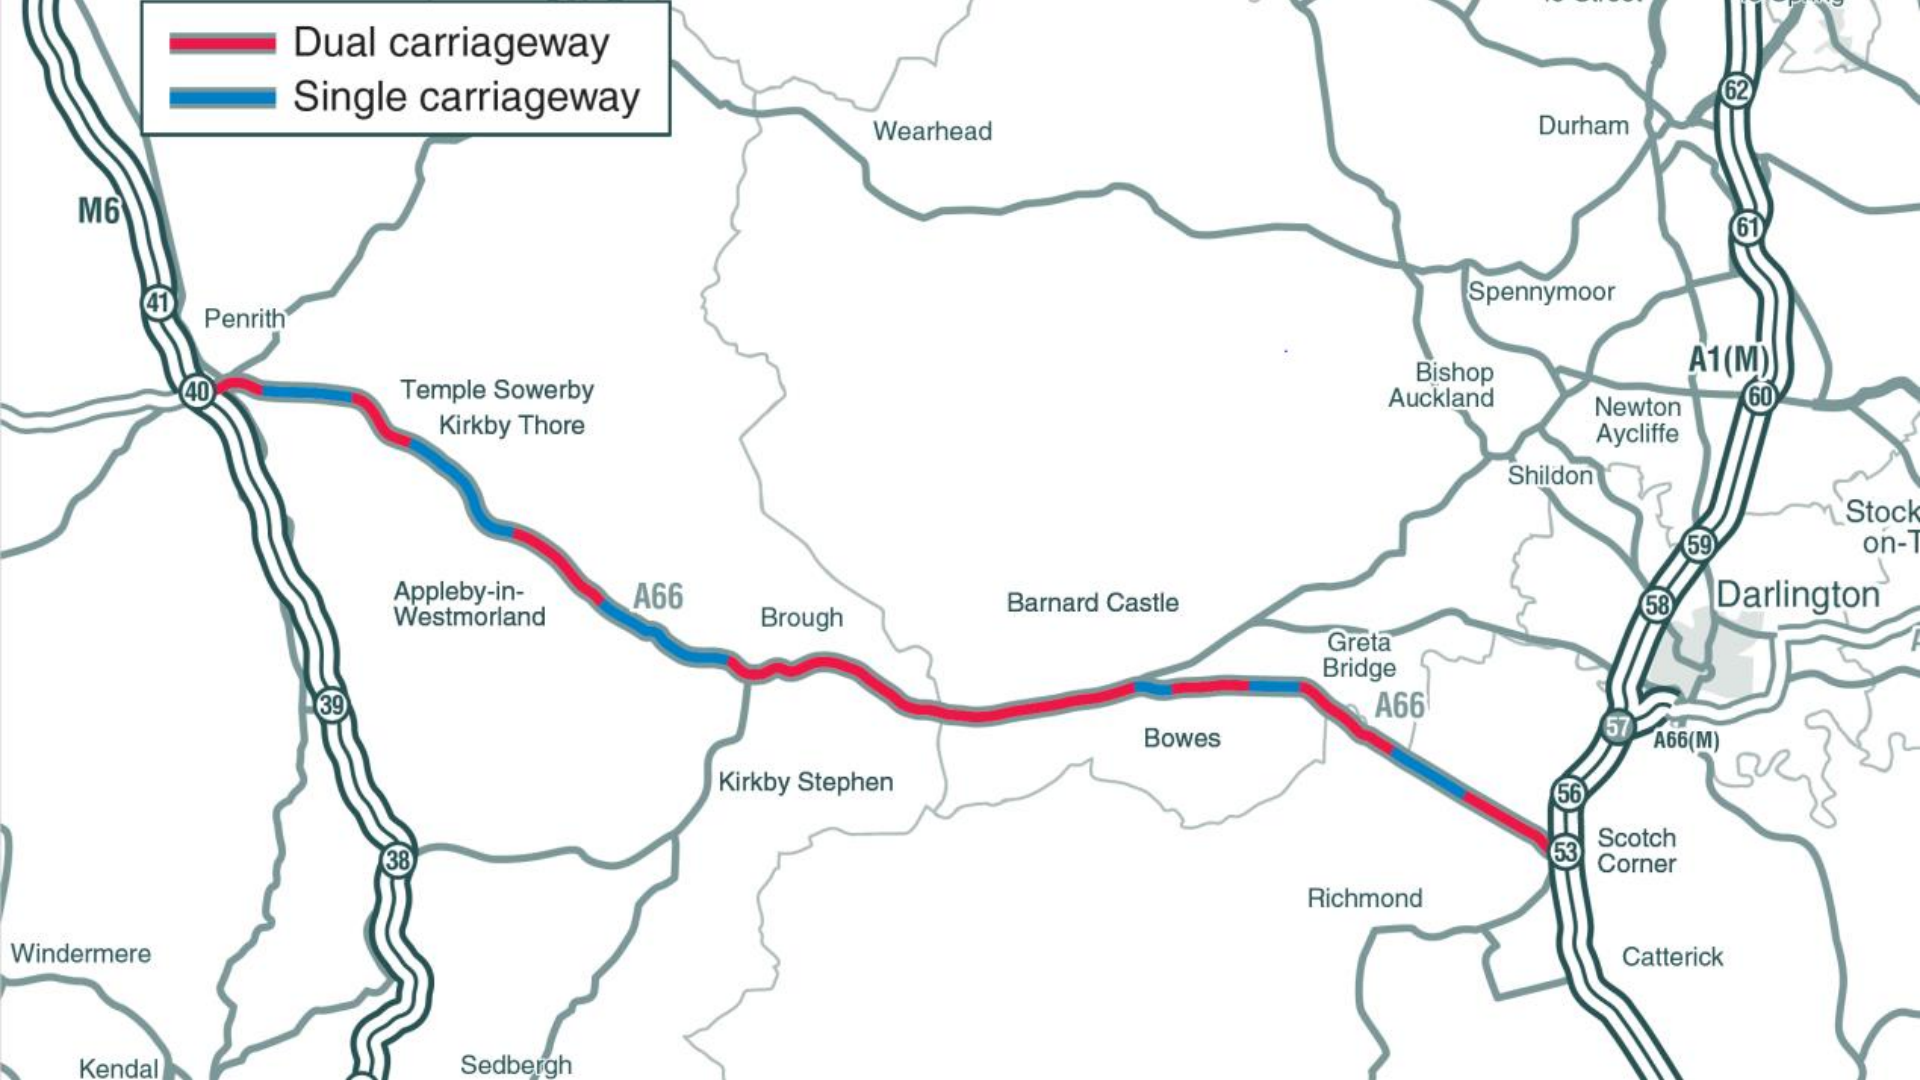 Dual carriageway
Single carriageway
Wearhead
Durham
62
M6
61
41
Penrith
Spennymoor
A1(M)
40
Temple Sowerby
Kirkby Thore
Bishop
Auckland
60
Newton
Aycliffe
Shildon
Stock
on-T
59
Appleby-in-
Westmorland
A66
Brough
Barnard Castle
58
Darlington
Greta
Bridge
39
A66
57
A66(M)
Bowes
Kirkby Stephen
56
38
53
Scotch
Corner
Richmond
Windermere
Catterick
Kendal
Sedbergh